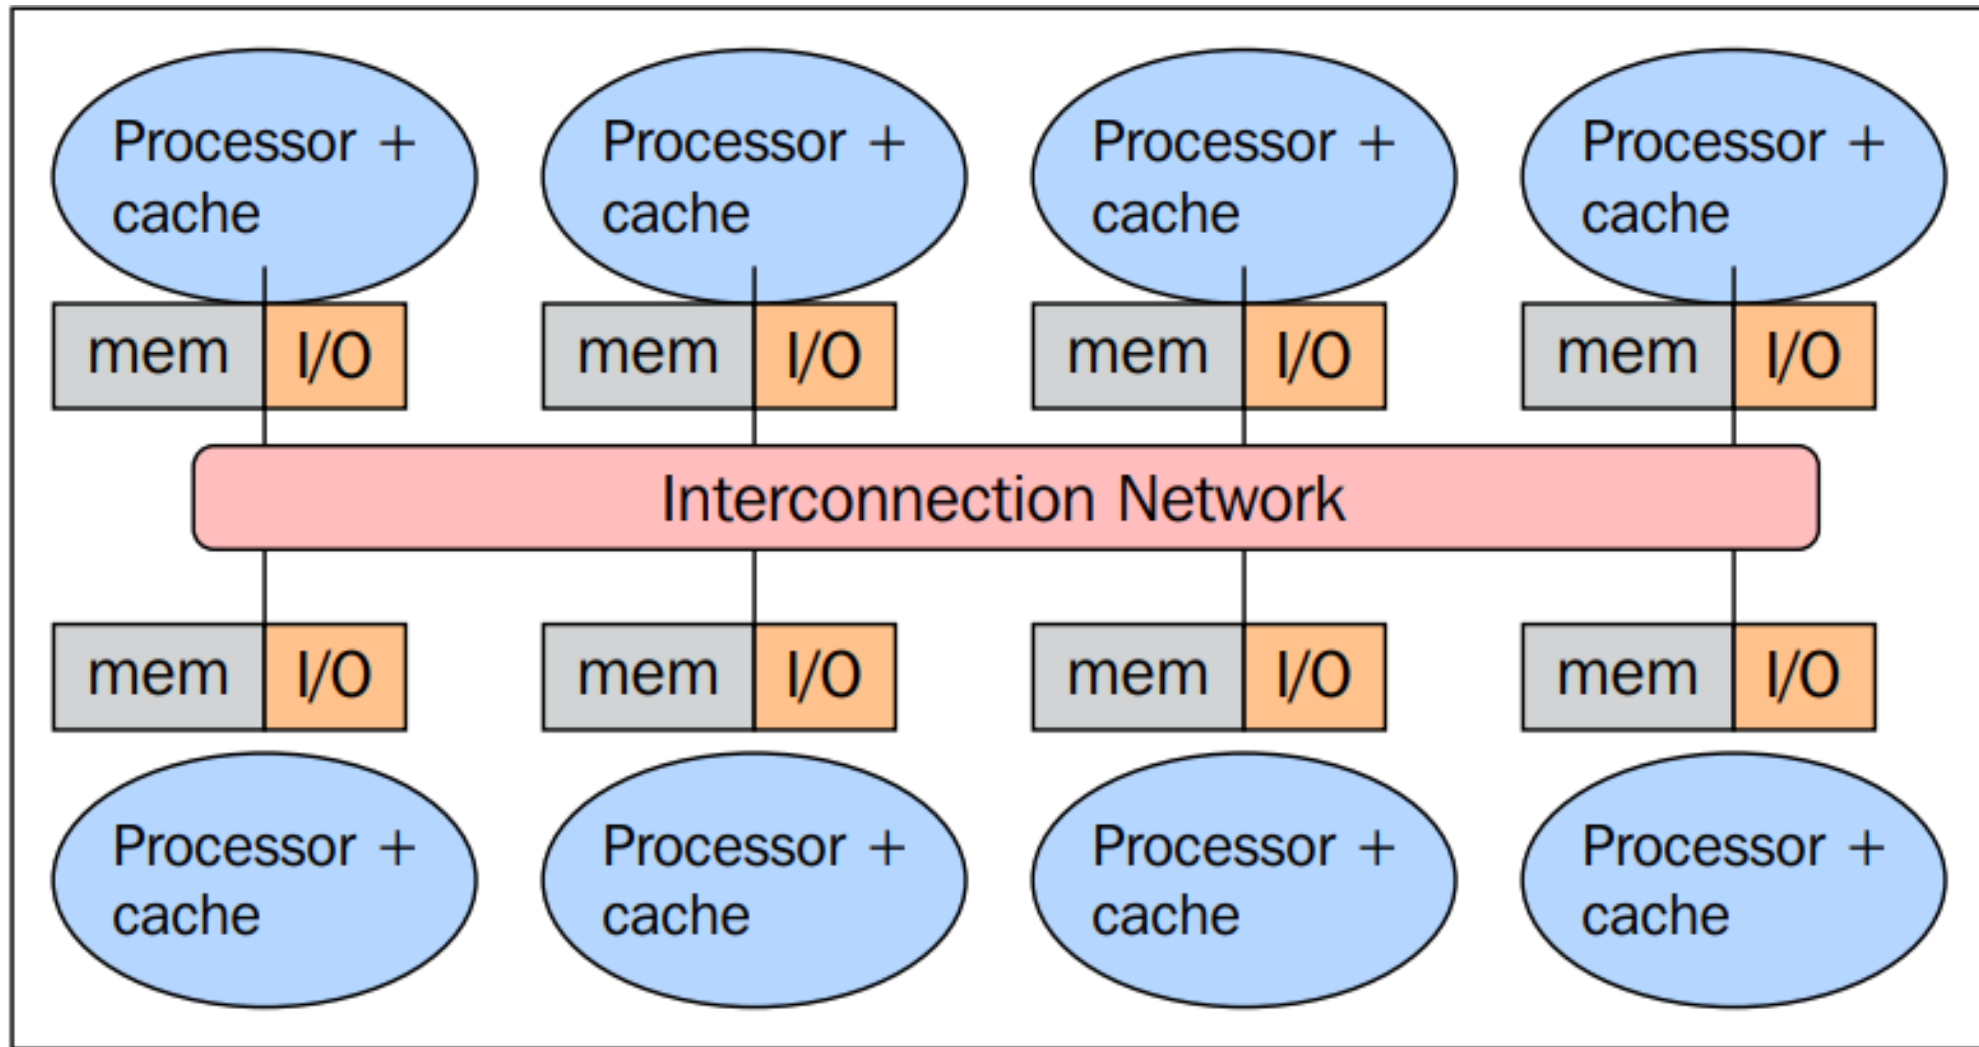 Processor +
cache
Processor +
cache
Processor +
cache
Processor +
cache
mem I/O
mem I/O
mem I/O
mem I/O
Interconnection Network
mem I/O
mem I/O
mem I/O
mem I/O
Processor +
cache
Processor +
cache
Processor +
cache
Processor +
cache